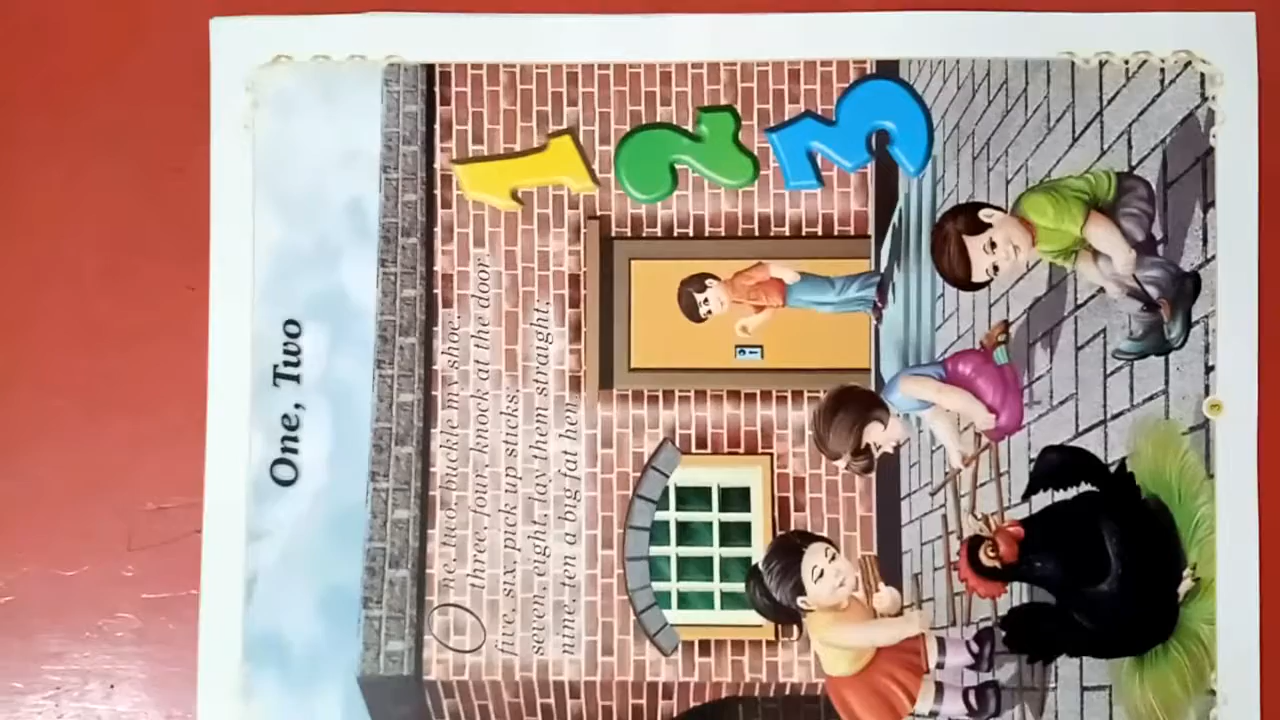 One, Two
One, two, buckle my shoe;
three, four, knock at the door;
five, six, pick up sticks;
seven, eight, lay them straight;
nine, ten a big fat hen.
1 2 3
3